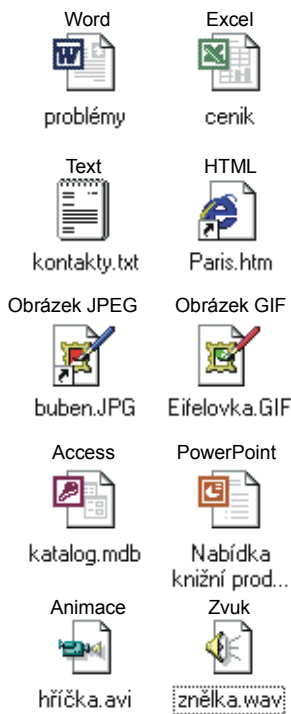 Word Excel
problémy cenik
Text HTML
kontakty.txt Paris.htm
Obrázek JPEG Obrázek GIF
buben.JPG Eifelovka.GIF
Access PowerPoint
katalog.mdb Nabídka
knižní prod...
Animace Zvuk
hříčka.avi znělka.wav